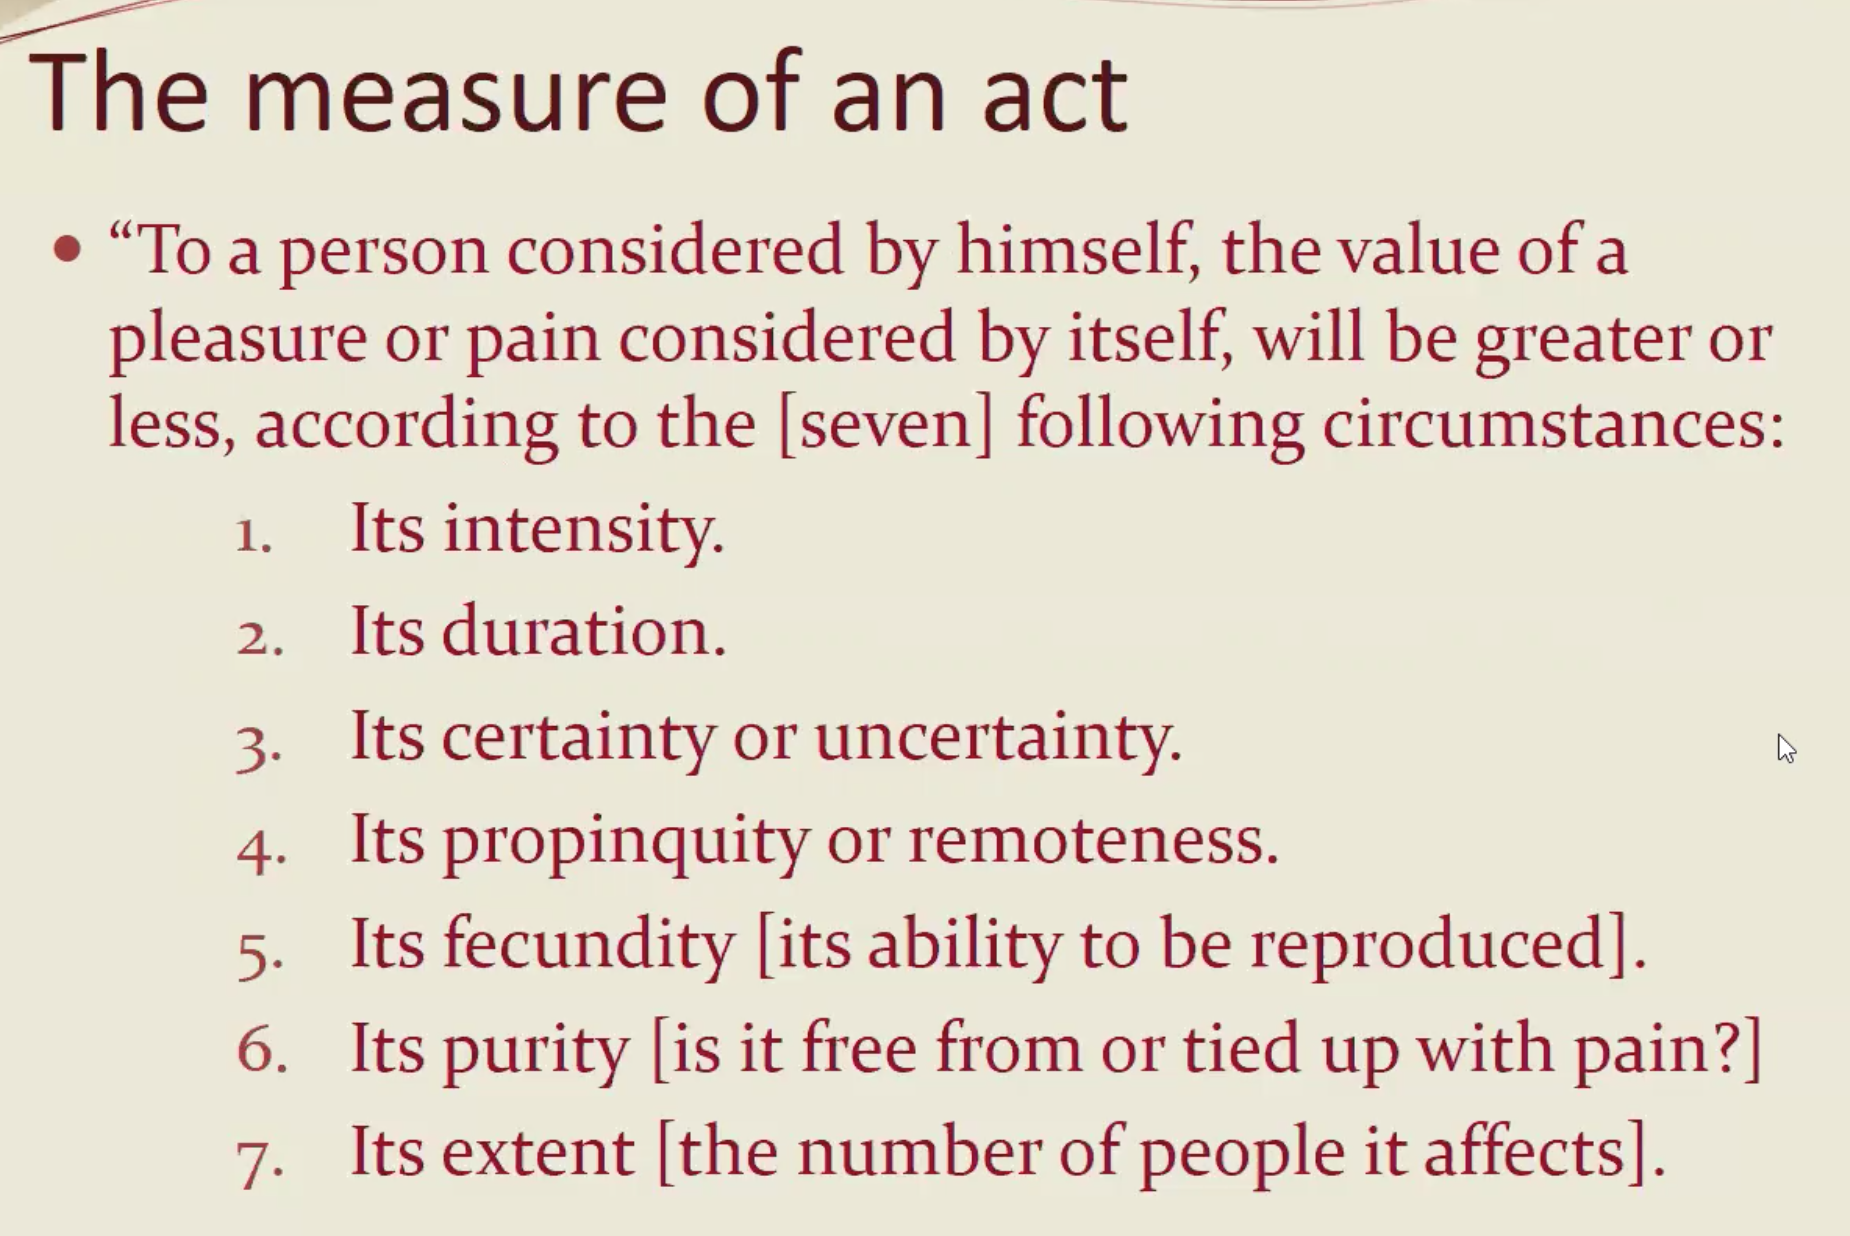 The measure of an act
• “To a person considered by himself, the value of a
pleasure or pain considered by itself, will be greater or
less, according to the [seven] following circumstances:
1. Its intensity.
2. Its duration.
3. Its certainty or uncertainty.
4. Its propinquity or remoteness.
5. Its fecundity [its ability to be reproduced].
6. Its purity [is it free from or tied up with pain?]
7. Its extent [the number of people it affects].